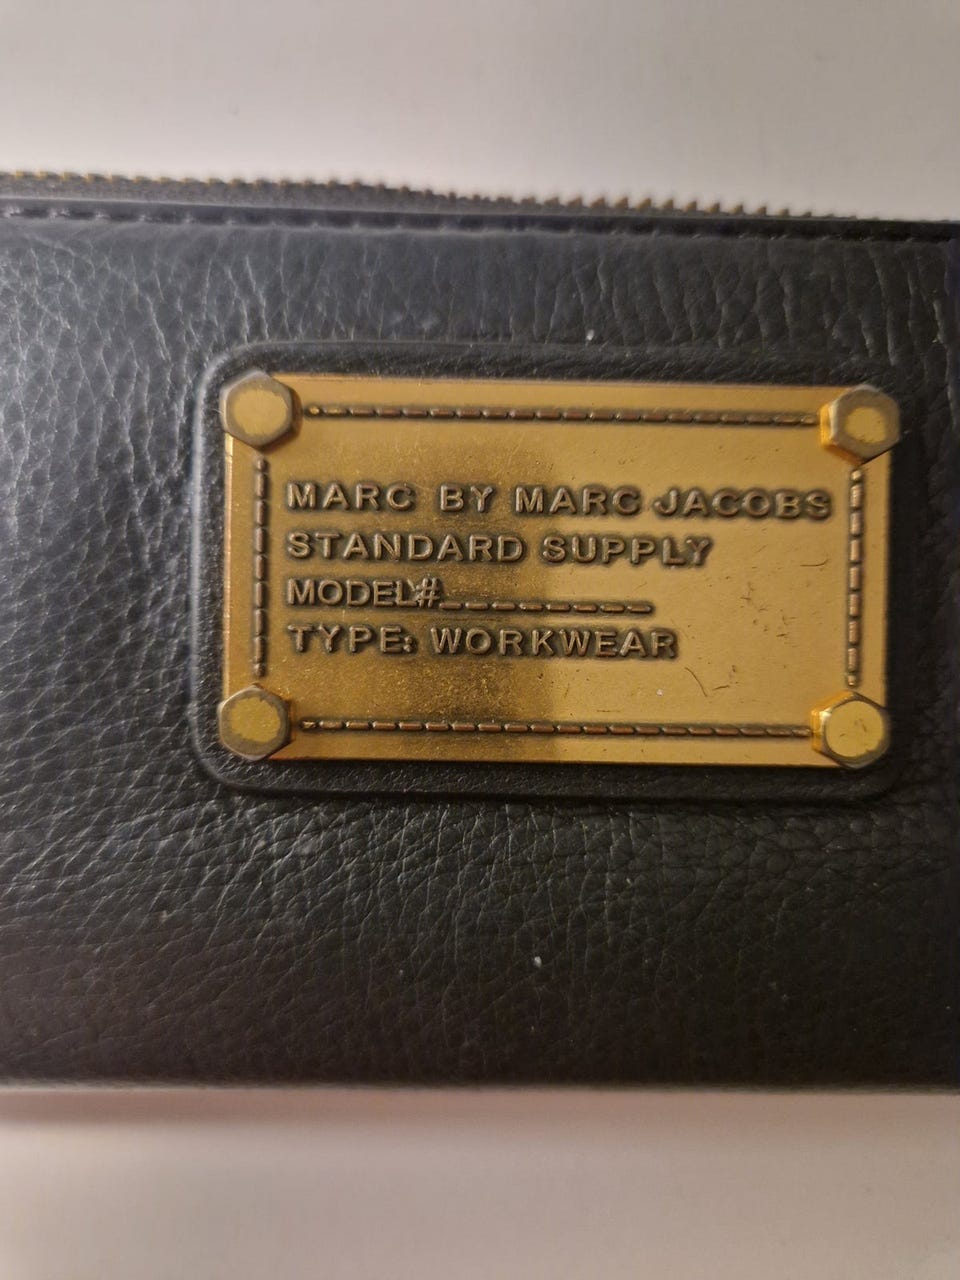 MARC BY MARC JACOBS
STANDARD SUPPLY
MODEL#_________
TYPE: WORKWEAR